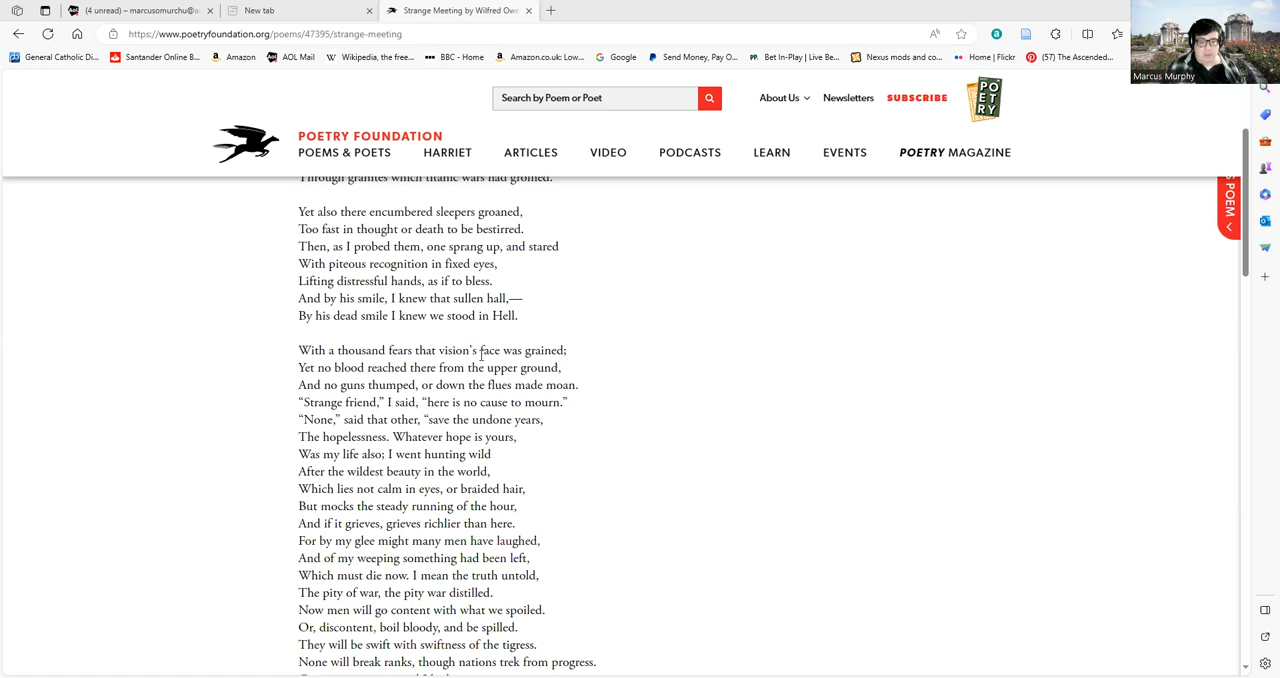 (4 unread) – marcusomurchu@a
New tab
Strange Meeting by Wilfred Owe
https://www.poetryfoundation.org/poems/47395/strange-meeting
General Catholic Di...
Santander Online B...
Amazon
AOL Mail
Wikipedia, the free...
BBC - Home
Amazon.co.uk: Low...
Google
Send Money, Pay O...
Bet In-Play | Live Be...
Nexus mods and co...
Home | Flickr
(57) The Ascended...
Marcus Murphy
Search by Poem or Poet
About Us
Newsletters
SUBSCRIBE
POETRY
POETRY FOUNDATION
POEMS & POETS
HARRIET
ARTICLES
VIDEO
PODCASTS
LEARN
EVENTS
POETRY MAGAZINE
POEM
Through granites which titanic wars had groined.
Yet also there encumbered sleepers groaned,
Too fast in thought or death to be bestirred.
Then, as I probed them, one sprang up, and stared
With piteous recognition in fixed eyes,
Lifting distressful hands, as if to bless.
And by his smile, I knew that sullen hall,—
By his dead smile I knew we stood in Hell.
With a thousand fears that vision's face was grained;
Yet no blood reached there from the upper ground,
And no guns thumped, or down the flues made moan.
“Strange friend,” I said, “here is no cause to mourn.”
“None,” said that other, “save the undone years,
The hopelessness. Whatever hope is yours,
Was my life also; I went hunting wild
After the wildest beauty in the world,
Which lies not calm in eyes, or braided hair,
But mocks the steady running of the hour,
And if it grieves, grieves richlier than here.
For by my glee might many men have laughed,
And of my weeping something had been left,
Which must die now. I mean the truth untold,
The pity of war, the pity war distilled.
Now men will go content with what we spoiled.
Or, discontent, boil bloody, and be spilled.
They will be swift with swiftness of the tigress.
None will break ranks, though nations trek from progress.